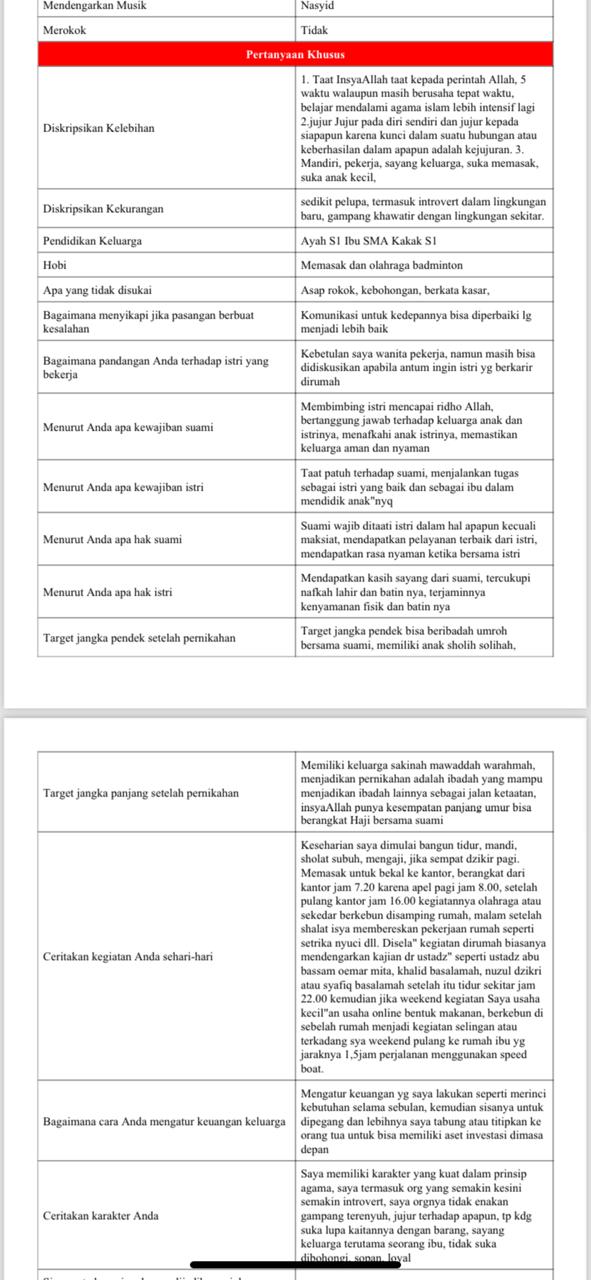 Mendengarkan Musik
Nasyid
Merokok
Tidak
Pertanyaan Khusus
Diskripsikan Kelebihan
1. Taat InsyaAllah taat kepada perintah Allah, 5
waktu walaupun masih berusaha tepat waktu,
belajar mendalami agama islam lebih intensif lagi
2.jujur Jujur pada diri sendiri dan jujur kepada
siapapun karena kunci dalam suatu hubungan atau
keberhasilan dalam apapun adalah kejujuran. 3.
Mandiri, pekerja, sayang keluarga, suka memasak,
suka anak kecil,
Diskripsikan Kekurangan
sedikit pelupa, termasuk introvert dalam lingkungan
baru, gampang khawatir dengan lingkungan sekitar.
Pendidikan Keluarga
Ayah S1 Ibu SMA Kakak S1
Hobi
Memasak dan olahraga badminton
Apa yang tidak disukai
Asap rokok, kebohongan, berkata kasar,
Bagaimana menyikapi jika pasangan berbuat
kesalahan
Komunikasi untuk kedepannya bisa diperbaiki lg
menjadi lebih baik
Bagaimana pandangan Anda terhadap istri yang
bekerja
Kebetulan saya wanita pekerja, namun masih bisa
didiskusikan apabila antum ingin istri yg berkarir
dirumah
Menurut Anda apa kewajiban suami
Membimbing istri mencapai ridho Allah,
bertanggung jawab terhadap keluarga anak dan
istrinya, menafkahi anak istrinya, memastikan
keluarga aman dan nyaman
Menurut Anda apa kewajiban istri
Taat patuh terhadap suami, menjalankan tugas
sebagai istri yang baik dan sebagai ibu dalam
mendidik anak"nyq
Menurut Anda apa hak suami
Suami wajib ditaati istri dalam hal apapun kecuali
maksiat, mendapatkan pelayanan terbaik dari istri,
mendapatkan rasa nyaman ketika bersama istri
Menurut Anda apa hak istri
Mendapatkan kasih sayang dari suami, tercukupi
nafkah lahir dan batin nya, terjaminnya
kenyamanan fisik dan batin nya
Target jangka pendek setelah pernikahan
Target jangka pendek bisa beribadah umroh
bersama suami, memiliki anak sholih solihah,
Target jangka panjang setelah pernikahan
Memiliki keluarga sakinah mawaddah warahmah,
menjadikan pernikahan adalah ibadah yang mampu
menjadikan ibadah lainnya sebagai jalan ketaatan,
insyaAllah punya kesempatan panjang umur bisa
berangkat Haji bersama suami
Ceritakan kegiatan Anda sehari-hari
Keseharian saya dimulai bangun tidur, mandi,
sholat subuh, mengaji, jika sempat dzikir pagi.
Memasak untuk bekal ke kantor, berangkat dari
kantor jam 7.20 karena apel pagi jam 8.00, setelah
pulang kantor jam 16.00 kegiatannya olahraga atau
sekedar berkebun disamping rumah, malam setelah
shalat isya membereskan pekerjaan rumah seperti
setrika nyuci dll. Disela" kegiatan dirumah biasanya
mendengarkan kajian dr ustadz" seperti ustadz abu
bassam oemar mita, khalid basalamah, nuzul dzikri
atau syafiq basalamah setelah itu tidur sekitar jam
22.00 kemudian jika weekend kegiatan Saya usaha
kecil"an usaha online bentuk makanan, berkebun di
sebelah rumah menjadi kegiatan selingan atau
terkadang sya weekend pulang ke rumah ibu yg
jaraknya 1,5jam perjalanan menggunakan speed
boat.
Bagaimana cara Anda mengatur keuangan keluarga
Mengatur keuangan yg saya lakukan seperti merinci
kebutuhan selama sebulan, kemudian sisanya untuk
dipegang dan lebihnya saya tabung atau titipkan ke
orang tua untuk bisa memiliki aset investasi dimasa
depan
Ceritakan karakter Anda
Saya memiliki karakter yang kuat dalam prinsip
agama, saya termasuk org yang semakin kesini
semakin introvert, saya orgnya tidak enakan
gampang terenyuh, jujur terhadap apapun, tp kdg
suka lupa kaitannya dengan barang, sayang
keluarga terutama seorang ibu, tidak suka
dibohongi, sopan, loyal